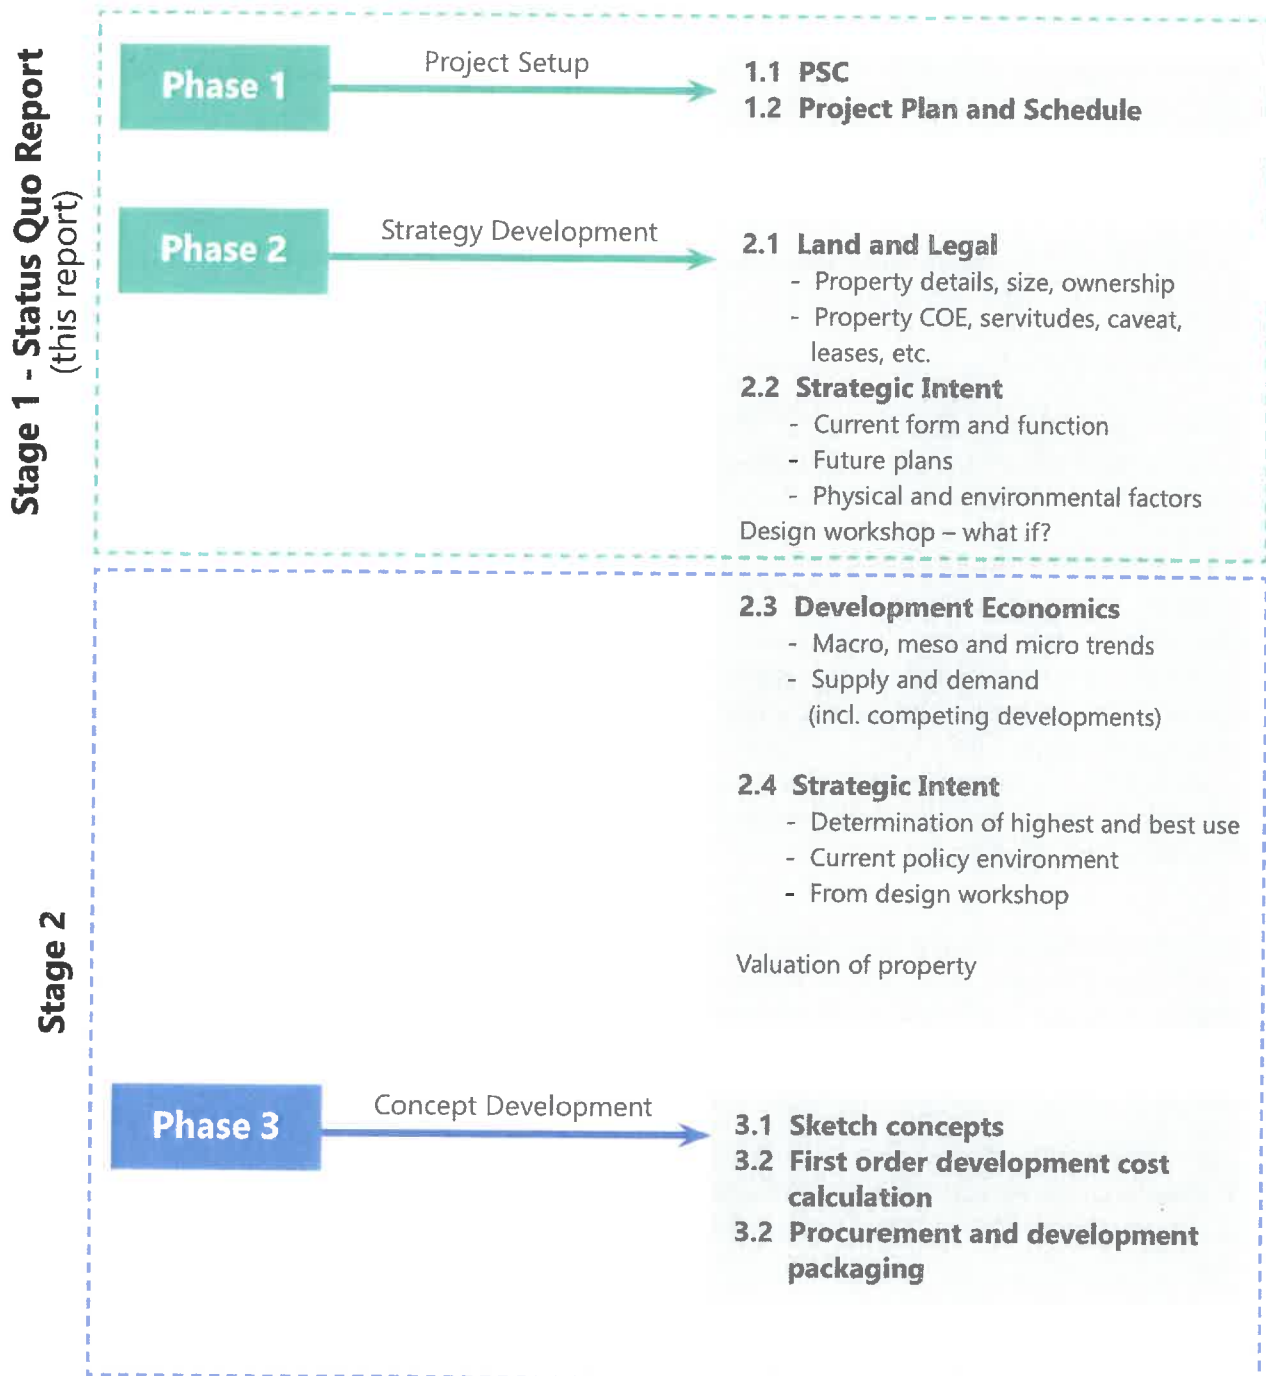 Stage 1 - Status Quo Report
(this report)
Phase 1
Project Setup
1.1 PSC
1.2 Project Plan and Schedule
Phase 2
Strategy Development
2.1 Land and Legal
- Property details, size, ownership
- Property COE, servitudes, caveat,
leases, etc.
2.2 Strategic Intent
- Current form and function
- Future plans
- Physical and environmental factors
Design workshop – what if?
Stage 2
2.3 Development Economics
- Macro, meso and micro trends
- Supply and demand
(incl. competing developments)
2.4 Strategic Intent
- Determination of highest and best use
- Current policy environment
- From design workshop
Valuation of property
Phase 3
Concept Development
3.1 Sketch concepts
3.2 First order development cost
calculation
3.2 Procurement and development
packaging